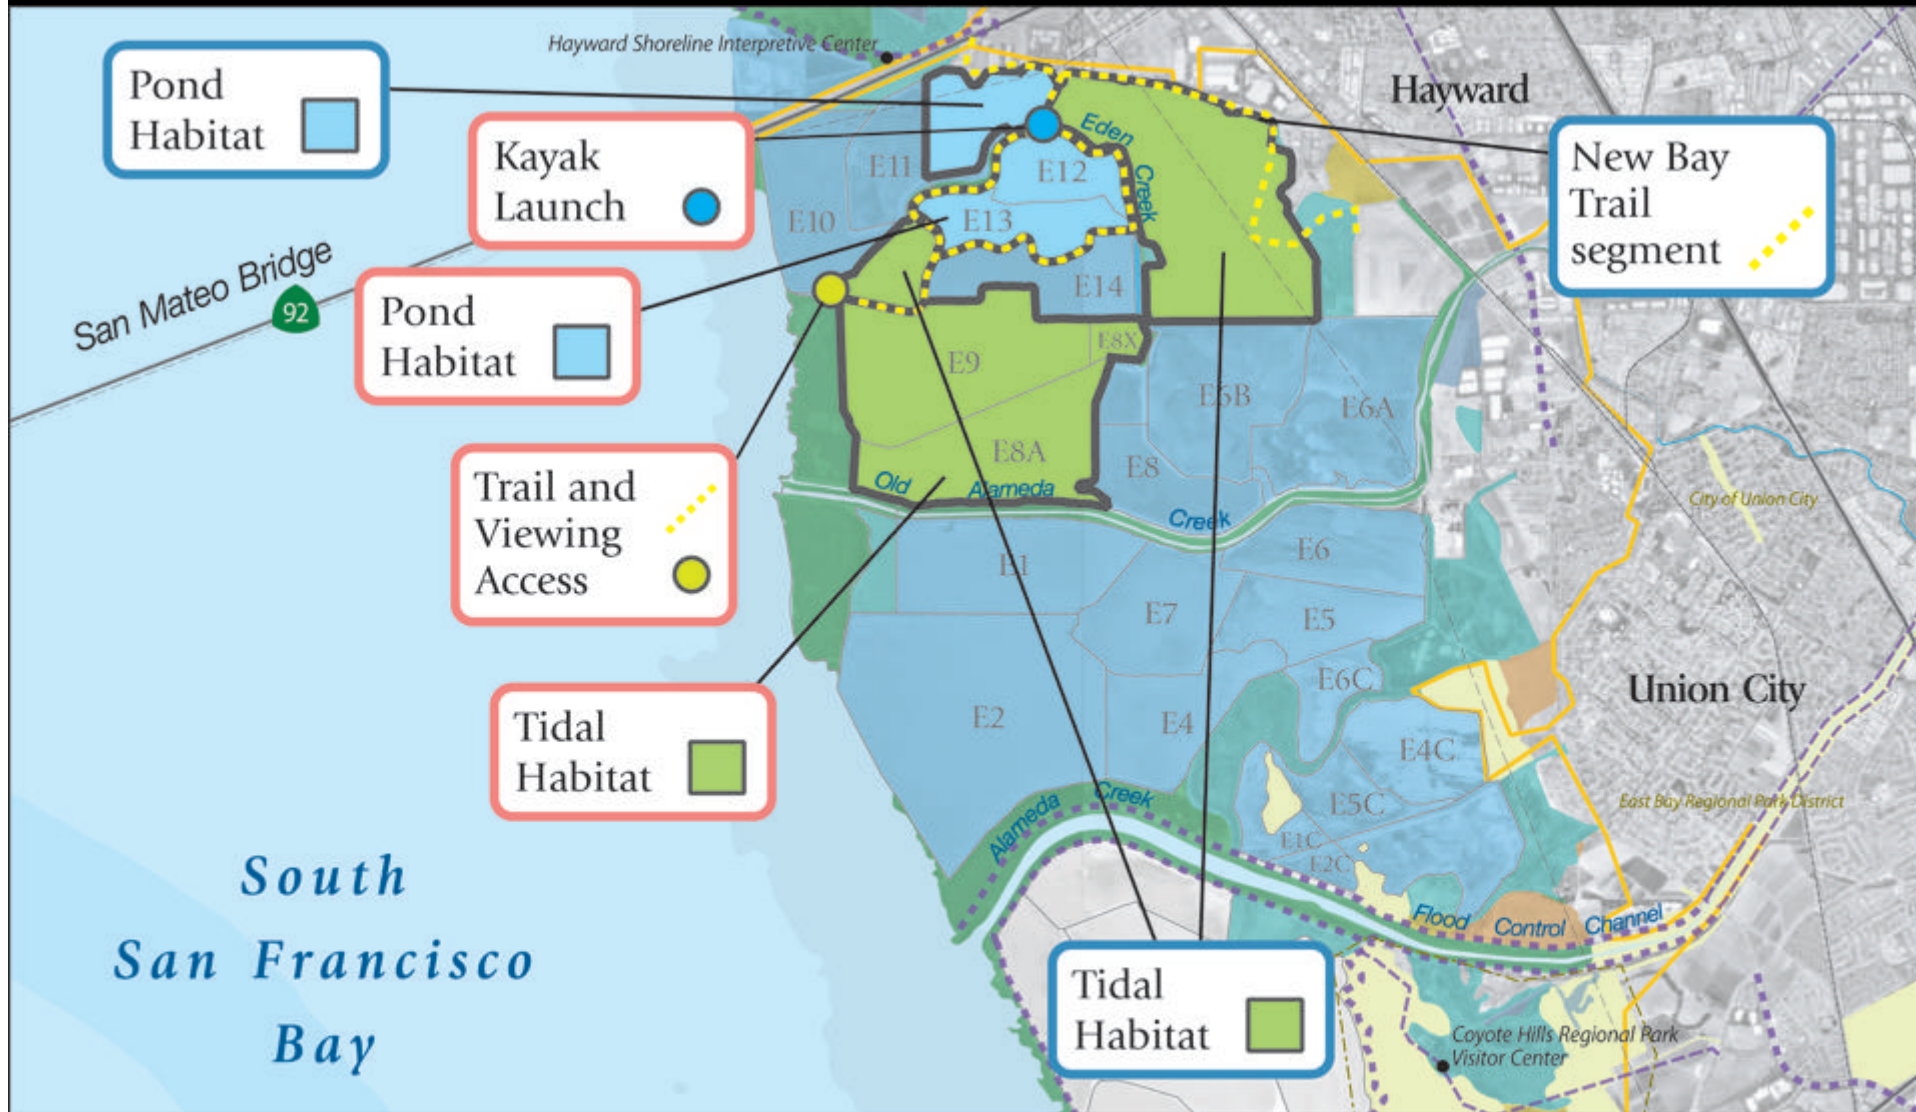 Hayward Shoreline Interpretive Center
Pond
Habitat
Kayak
Launch
Hayward
New Bay
Trail
segment
Eden
Creek
E11
E12
E10
E13
E14
San Mateo Bridge
92
Pond
Habitat
E9
E8X
E6B
E6A
E8A
E8
Old Alameda Creek
Trail and
Viewing
Access
City of Union City
E1
E6
E7
E5
E6C
Union City
E2
E4
E4C
Tidal
Habitat
E5C
E1C
E2C
East Bay Regional Park District
Alameda Creek Flood Control Channel
South
San Francisco
Bay
Tidal
Habitat
Coyote Hills Regional Park
Visitor Center